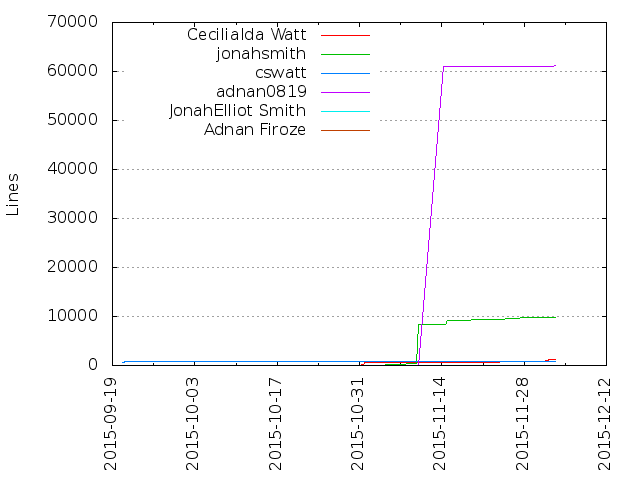 70000
60000
50000
40000
30000
20000
10000
0
Lines
Cecilialda Watt
jonahsmith
cswatt
adnan0819
JonahElliot Smith
Adnan Firoze
2015-09-19
2015-10-03
2015-10-17
2015-10-31
2015-11-14
2015-11-28
2015-12-12